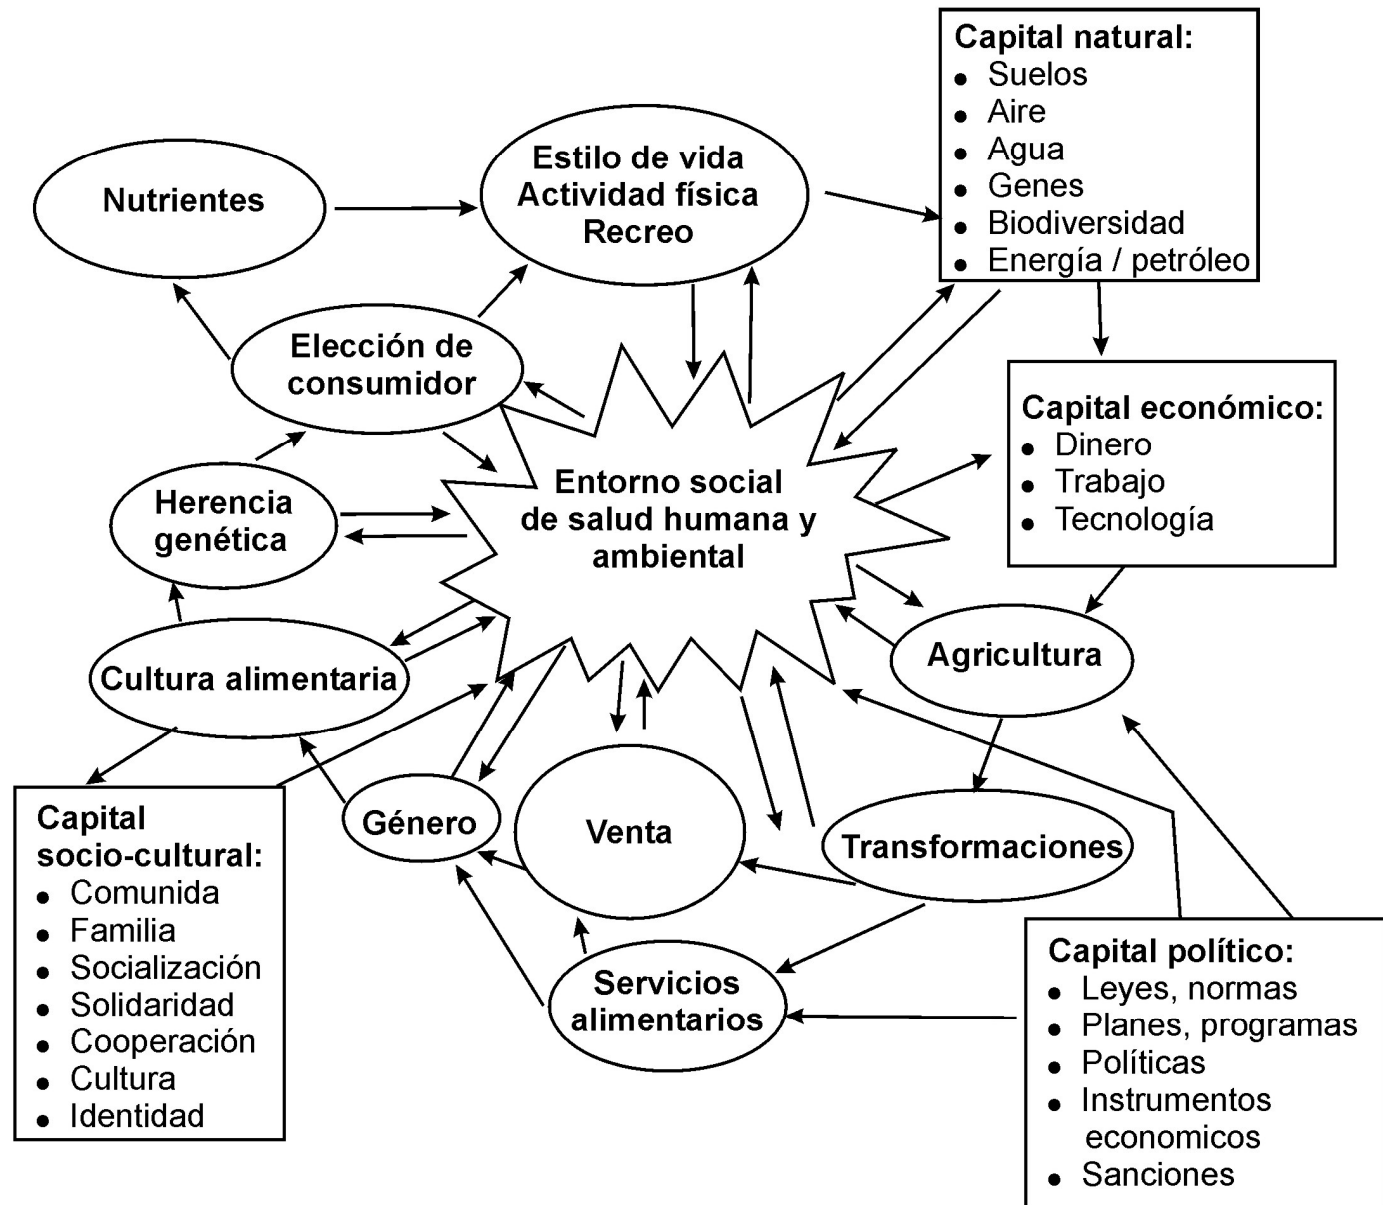 Capital natural:
• Suelos
• Aire
• Agua
• Genes
• Biodiversidad
• Energía / petróleo
Estilo de vida
Actividad física
Recreo
Nutrientes
Elección de
consumidor
Capital económico:
• Dinero
• Trabajo
• Tecnología
Herencia
genética
Entorno social
de salud humana y
ambiental
Cultura alimentaria
Agricultura
Género
Venta
Transformaciones
Capital
socio-cultural:
• Comunida
• Familia
• Socialización
• Solidaridad
• Cooperación
• Cultura
• Identidad
Servicios
alimentarios
Capital político:
• Leyes, normas
• Planes, programas
• Políticas
• Instrumentos
economicos
• Sanciones